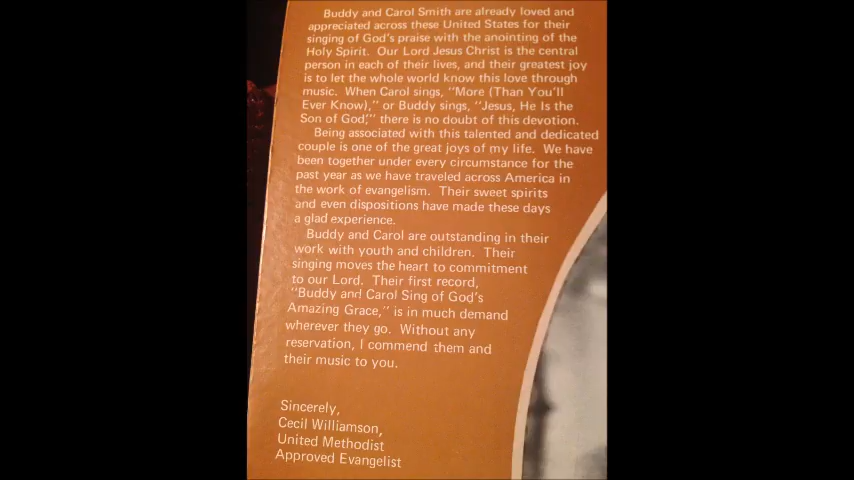 Buddy and Carol Smith are already loved and
appreciated across these United States for their
singing of God's praise with the anointing of the
Holy Spirit. Our Lord Jesus Christ is the central
person in each of their lives, and their greatest joy
is to let the whole world know this love through
music. When Carol sings, "More (Than You'll
Ever Know)," or Buddy sings, "Jesus, He Is the
Son of God," there is no doubt of this devotion.
Being associated with this talented and dedicated
couple is one of the great joys of my life. We have
been together under every circumstance for the
past year as we have traveled across America in
the work of evangelism. Their sweet spirits
and even dispositions have made these days
a glad experience.
Buddy and Carol are outstanding in their
work with youth and children. Their
singing moves the heart to commitment
to our Lord. Their first record,
"Buddy and Carol Sing of God's
Amazing Grace," is in much demand
wherever they go. Without any
reservation, I commend them and
their music to you.
Sincerely,
Cecil Williamson,
United Methodist
Approved Evangelist